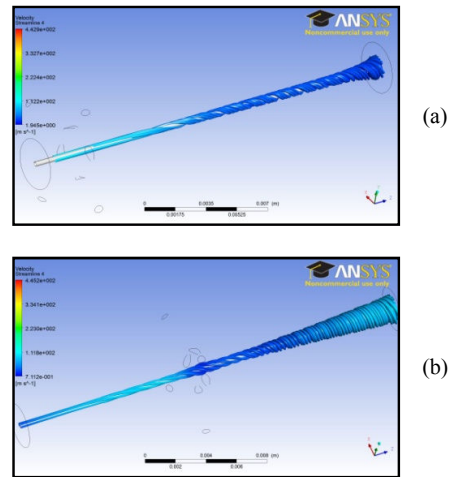 Velocity
Streamline 4
4.429e+002
3.327e+002
2.224e+002
1.122e+002
1.945e+000
[m s^-1]
ANSYS
Noncommercial use only
0 0.0035 0.007 (m)
0.00175 0.00525
(a)
Velocity
Streamline 4
4.452e+002
3.341e+002
2.230e+002
1.118e+002
7.112e-001
[m s^-1]
ANSYS
Noncommercial use only
0 0.004 0.008 (m)
0.002 0.006
(b)